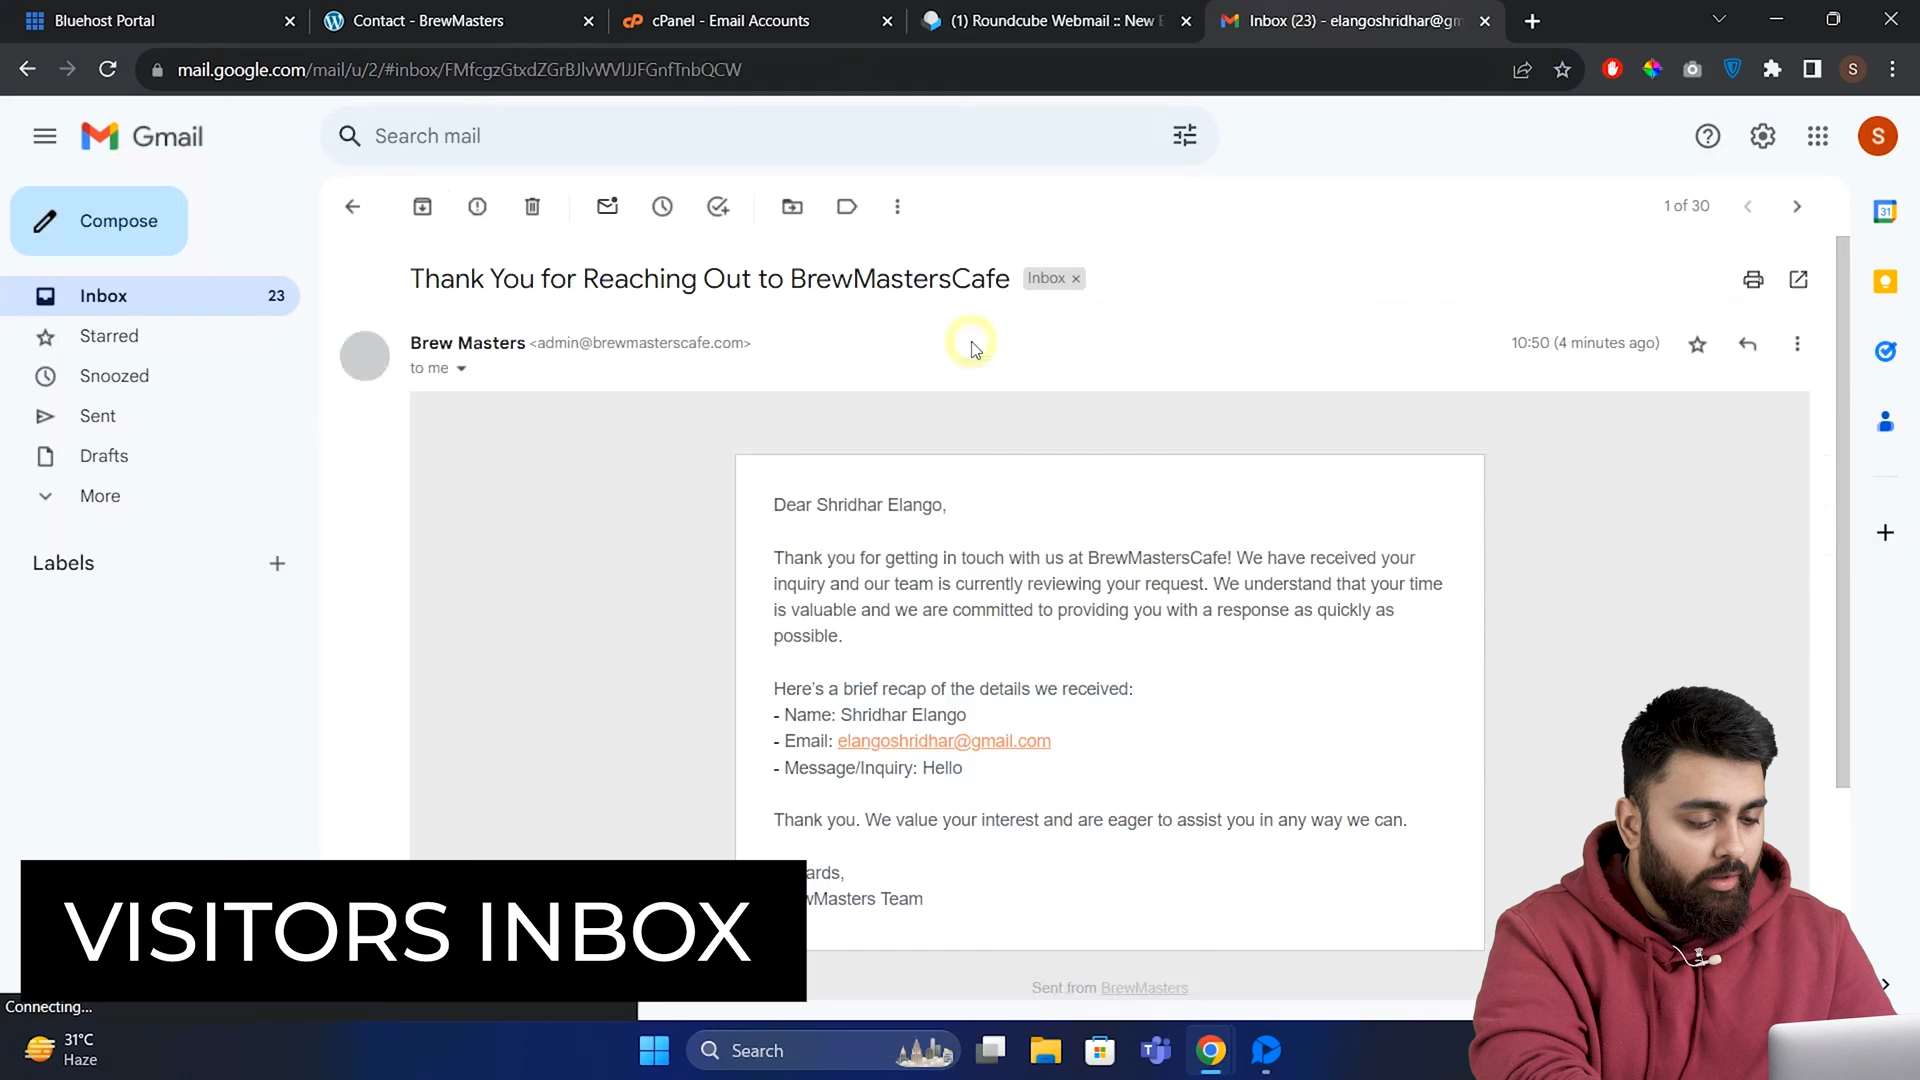 Bluehost Portal
Contact - BrewMasters
cPanel - Email Accounts
(1) Roundcube Webmail :: New E
Inbox (23) - elangoshridhar@gm
mail.google.com/mail/u/2/#inbox/FMfcgzGtxdZGrBJlvWVlJJFGnfTnbQCW
S
Gmail
Search mail
S
Compose
1 of 30
Thank You for Reaching Out to BrewMastersCafe
Inbox ×
Inbox 23
Starred
Snoozed
Sent
Drafts
More
Labels
Brew Masters <admin@brewmasterscafe.com>
10:50 (4 minutes ago)
to me
31
Dear Shridhar Elango,
Thank you for getting in touch with us at BrewMastersCafe! We have received your
inquiry and our team is currently reviewing your request. We understand that your time
is valuable and we are committed to providing you with a response as quickly as
possible.
Here's a brief recap of the details we received:
- Name: Shridhar Elango
- Email: elangoshridhar@gmail.com
- Message/Inquiry: Hello
Thank you. We value your interest and are eager to assist you in any way we can.
Team
Sent from BrewMasters
VISITORS INBOX
Connecting...
31°C
Haze
Search